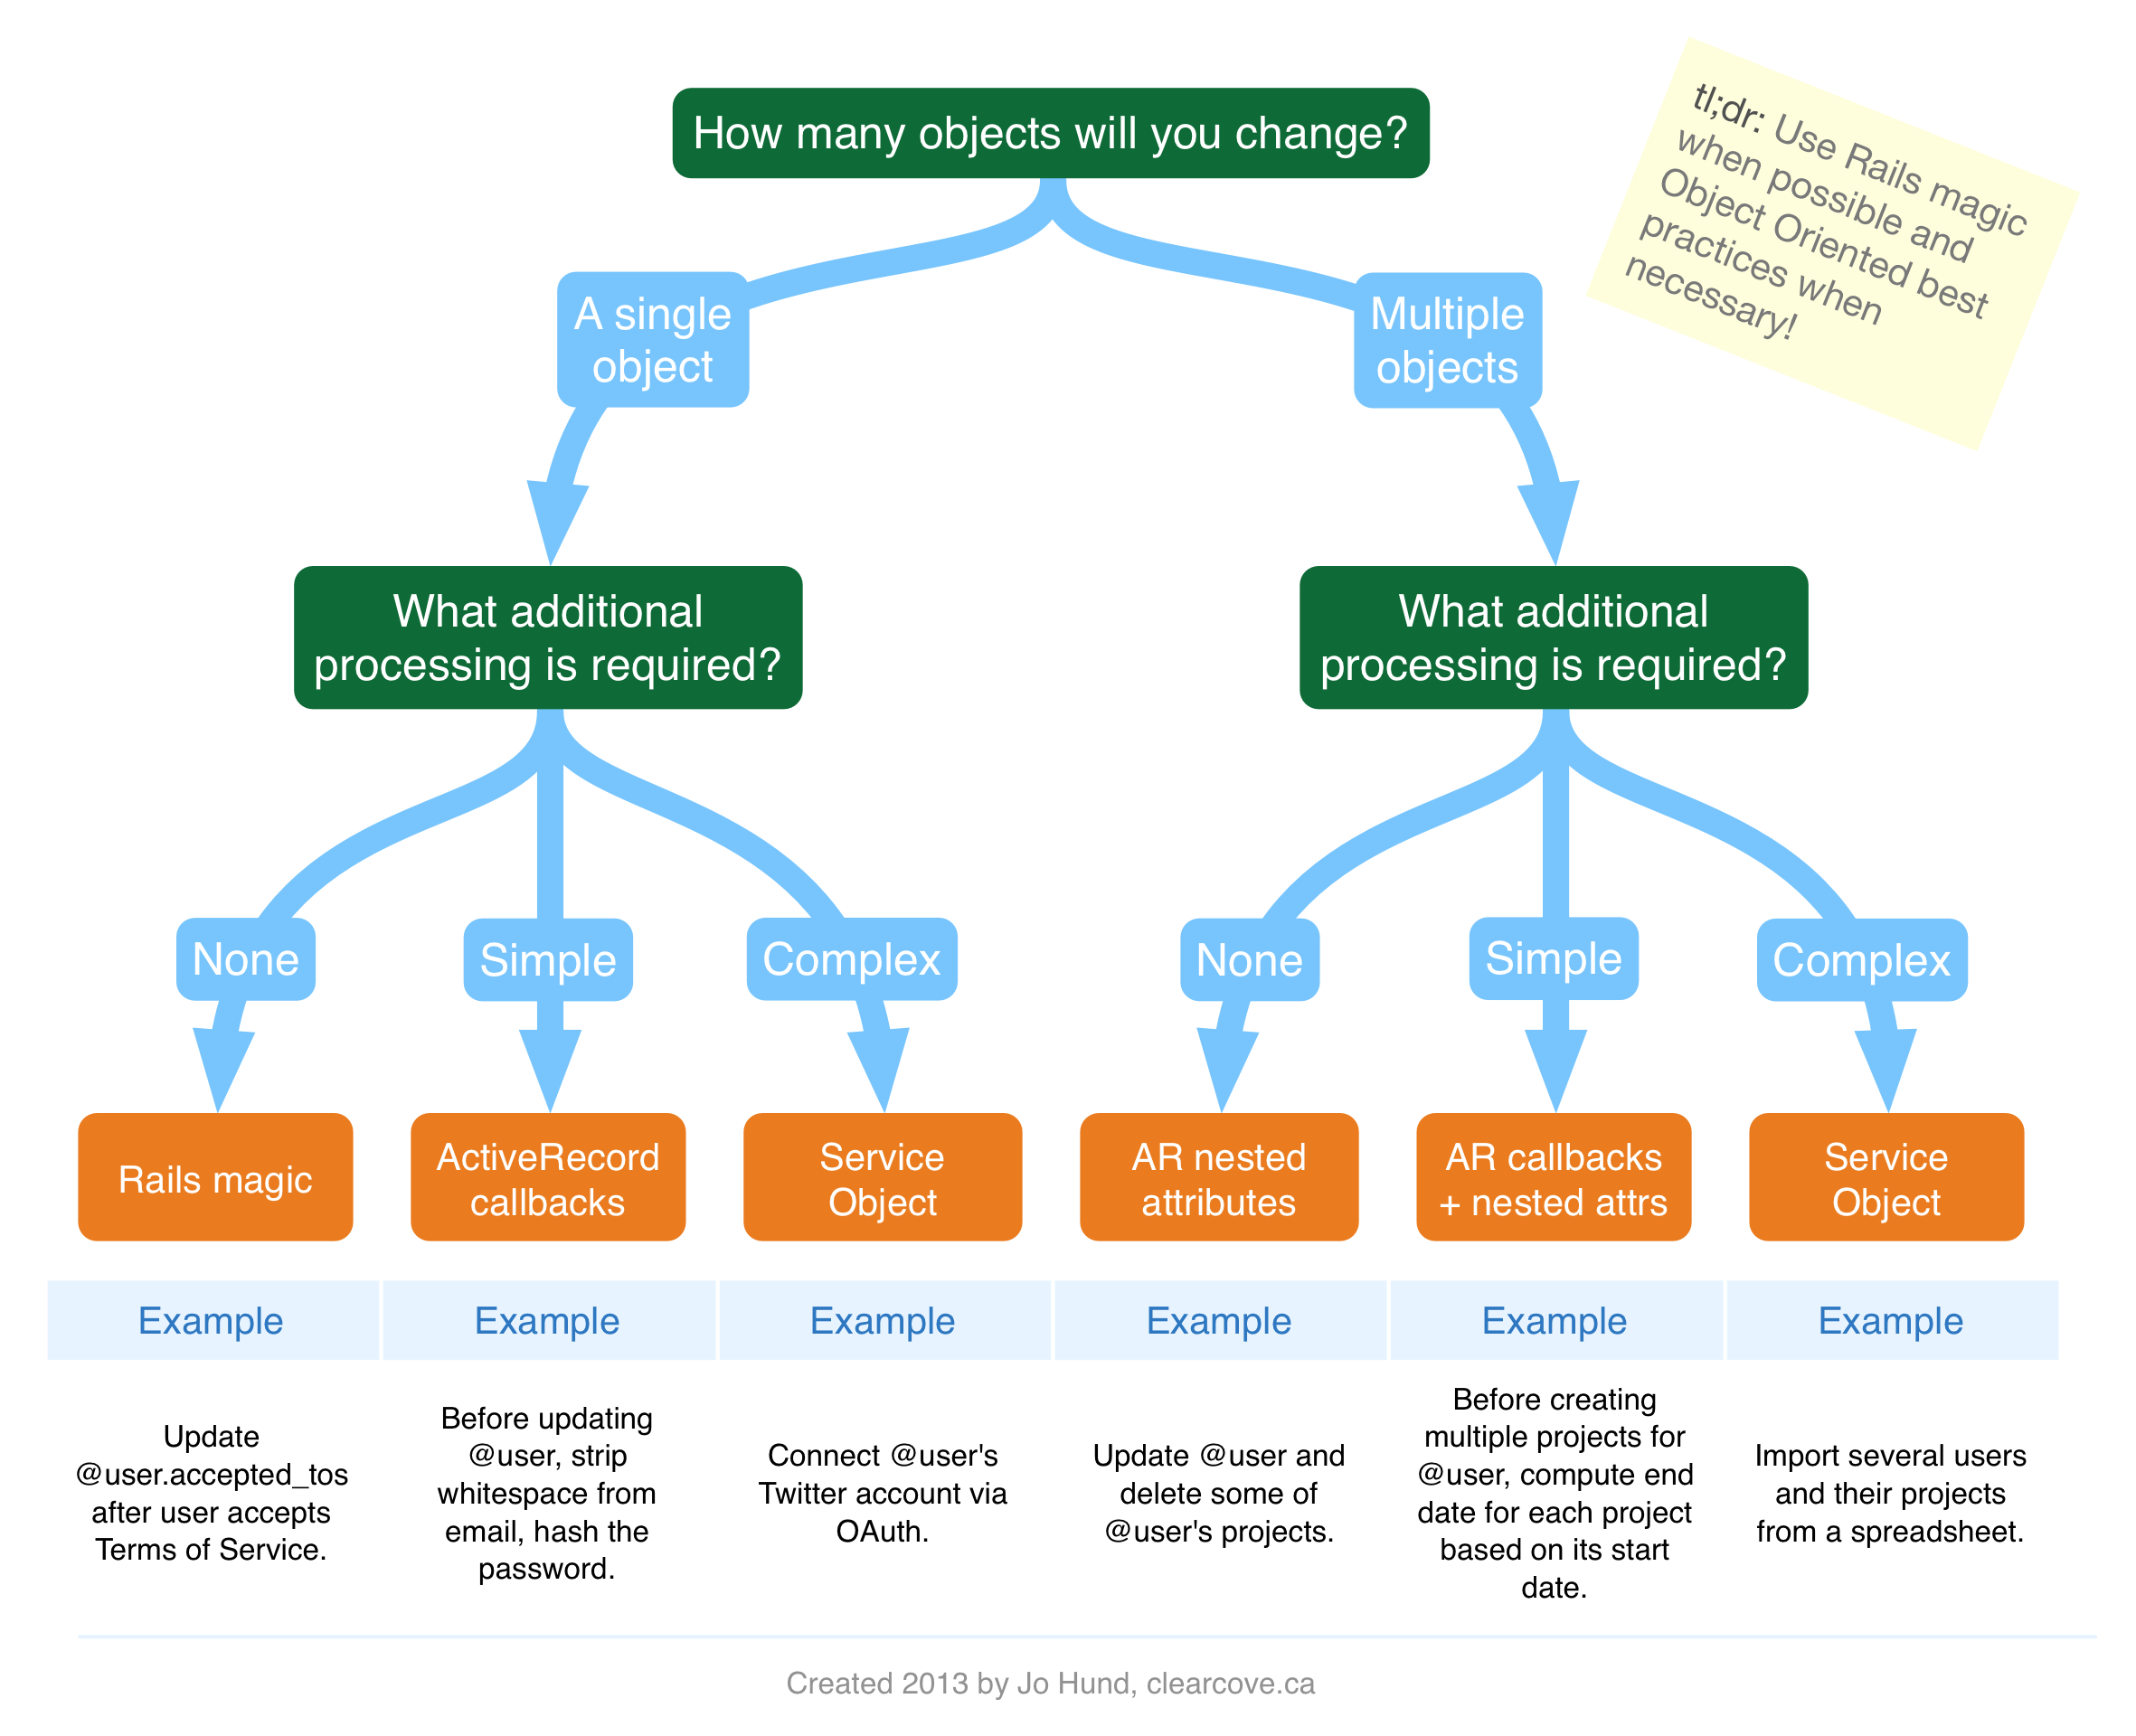 How many objects will you change?
tl;dr: Use Rails magic
when possible and
Object Oriented best
practices when
necessary!
A single
object
Multiple
objects
What additional
processing is required?
What additional
processing is required?
None
Simple
Complex
None
Simple
Complex
Rails magic
ActiveRecord
callbacks
Service
Object
AR nested
attributes
AR callbacks
+ nested attrs
Service
Object
Example
Example
Example
Example
Example
Example
Update
@user.accepted_tos
after user accepts
Terms of Service.
Before updating
@user, strip
whitespace from
email, hash the
password.
Connect @user's
Twitter account via
OAuth.
Update @user and
delete some of
@user's projects.
Before creating
multiple projects for
@user, compute end
date for each project
based on its start
date.
Import several users
and their projects
from a spreadsheet.
Created 2013 by Jo Hund, clearcove.ca